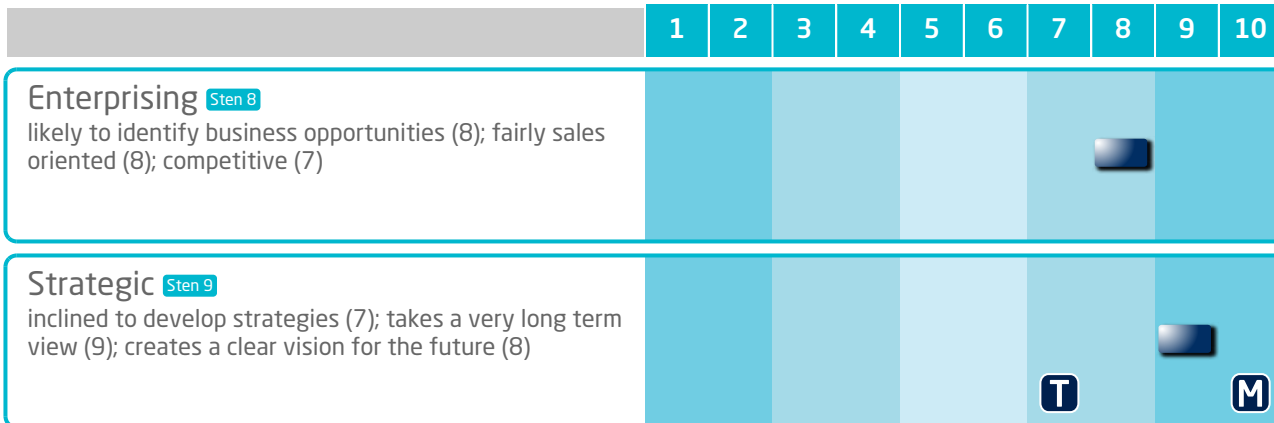 1 2 3 4 5 6 7 8 9 10
Enterprising Sten 8
likely to identify business opportunities (8); fairly sales
oriented (8); competitive (7)
Strategic Sten 9
inclined to develop strategies (7); takes a very long term
view (9); creates a clear vision for the future (8)
T M